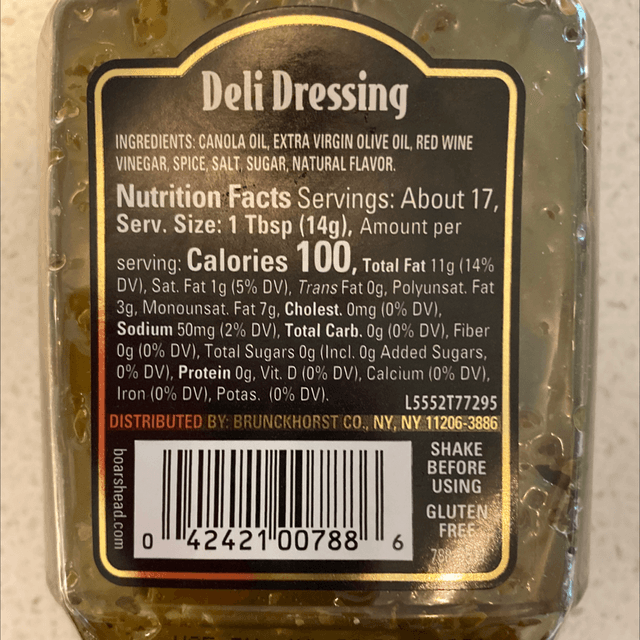 Deli Dressing
INGREDIENTS: CANOLA OIL, EXTRA VIRGIN OLIVE OIL, RED WINE
VINEGAR, SPICE, SALT, SUGAR, NATURAL FLAVOR.
Nutrition Facts Servings: About 17,
Serv. Size: 1 Tbsp (14g), Amount per
serving: Calories 100, Total Fat 11g (14%
DV), Sat. Fat 1g (5% DV), Trans Fat 0g, Polyunsat. Fat
3g, Monounsat. Fat 7g, Cholest. 0mg (0% DV),
Sodium 50mg (2% DV), Total Carb. 0g (0% DV), Fiber
0g (0% DV), Total Sugars 0g (Incl. 0g Added Sugars,
0% DV), Protein 0g, Vit. D (0% DV), Calcium (0% DV),
Iron (0% DV), Potas. (0% DV).
L5552T77295
DISTRIBUTED BY: BRUNCKHORST CO., NY, NY 11206-3886
boarshead.com
0 42421 00788 6
SHAKE
BEFORE
USING
GLUTEN
FREE